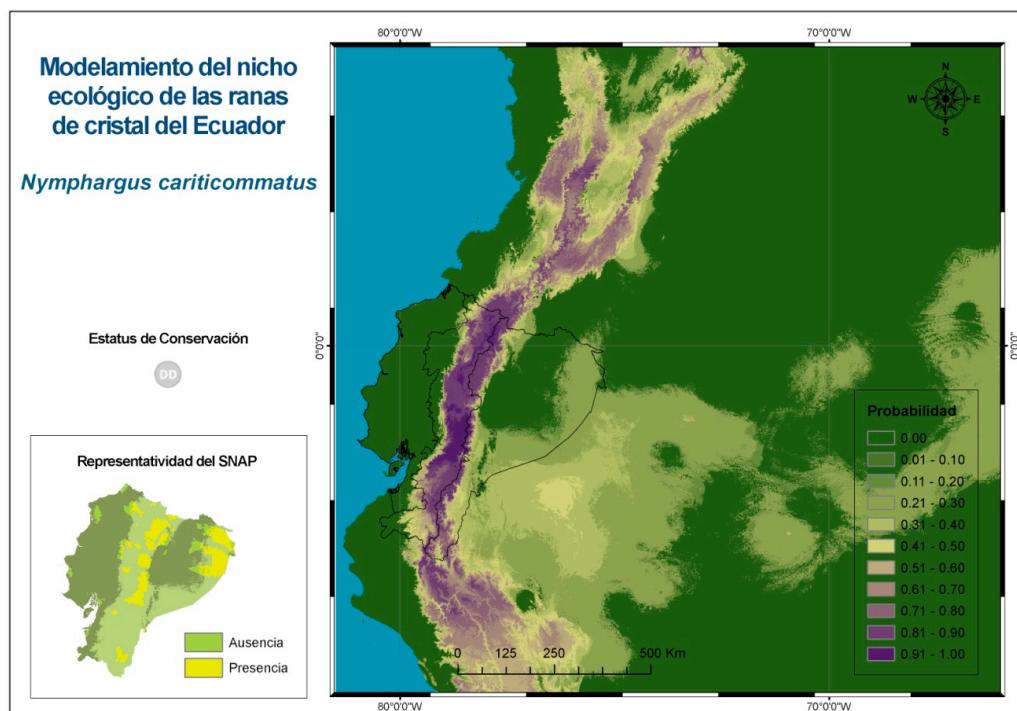 Modelamiento del nicho
ecológico de las ranas
de cristal del Ecuador
Nymphargus cariticommatus
Estatus de Conservación
DD
Representatividad del SNAP
Ausencia
Presencia
80°0'0"W
70°0'0"W
N
W
E
S
0°0'0"
0°0'0"
Probabilidad
0.00
0.01 - 0.10
0.11 - 0.20
0.21 - 0.30
0.31 - 0.40
0.41 - 0.50
0.51 - 0.60
0.61 - 0.70
0.71 - 0.80
0.81 - 0.90
0.91 - 1.00
0 125 250 500 Km
80°0'0"W
70°0'0"W